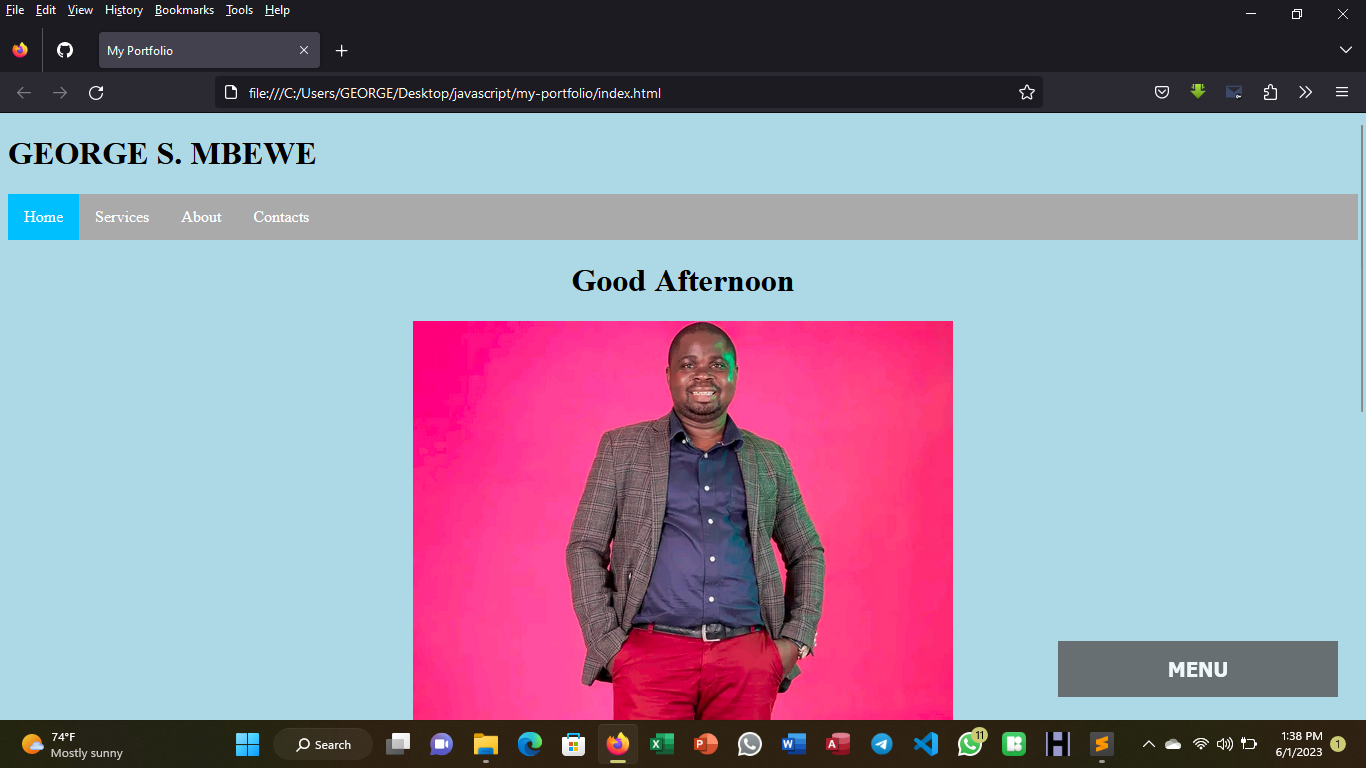 File Edit View History Bookmarks Tools Help
My Portfolio
file:///C:/Users/GEORGE/Desktop/javascript/my-portfolio/index.html
GEORGE S. MBEWE
Home Services About Contacts
Good Afternoon
MENU
74°F
Mostly sunny
Search
11
1:38 PM
6/1/2023
1